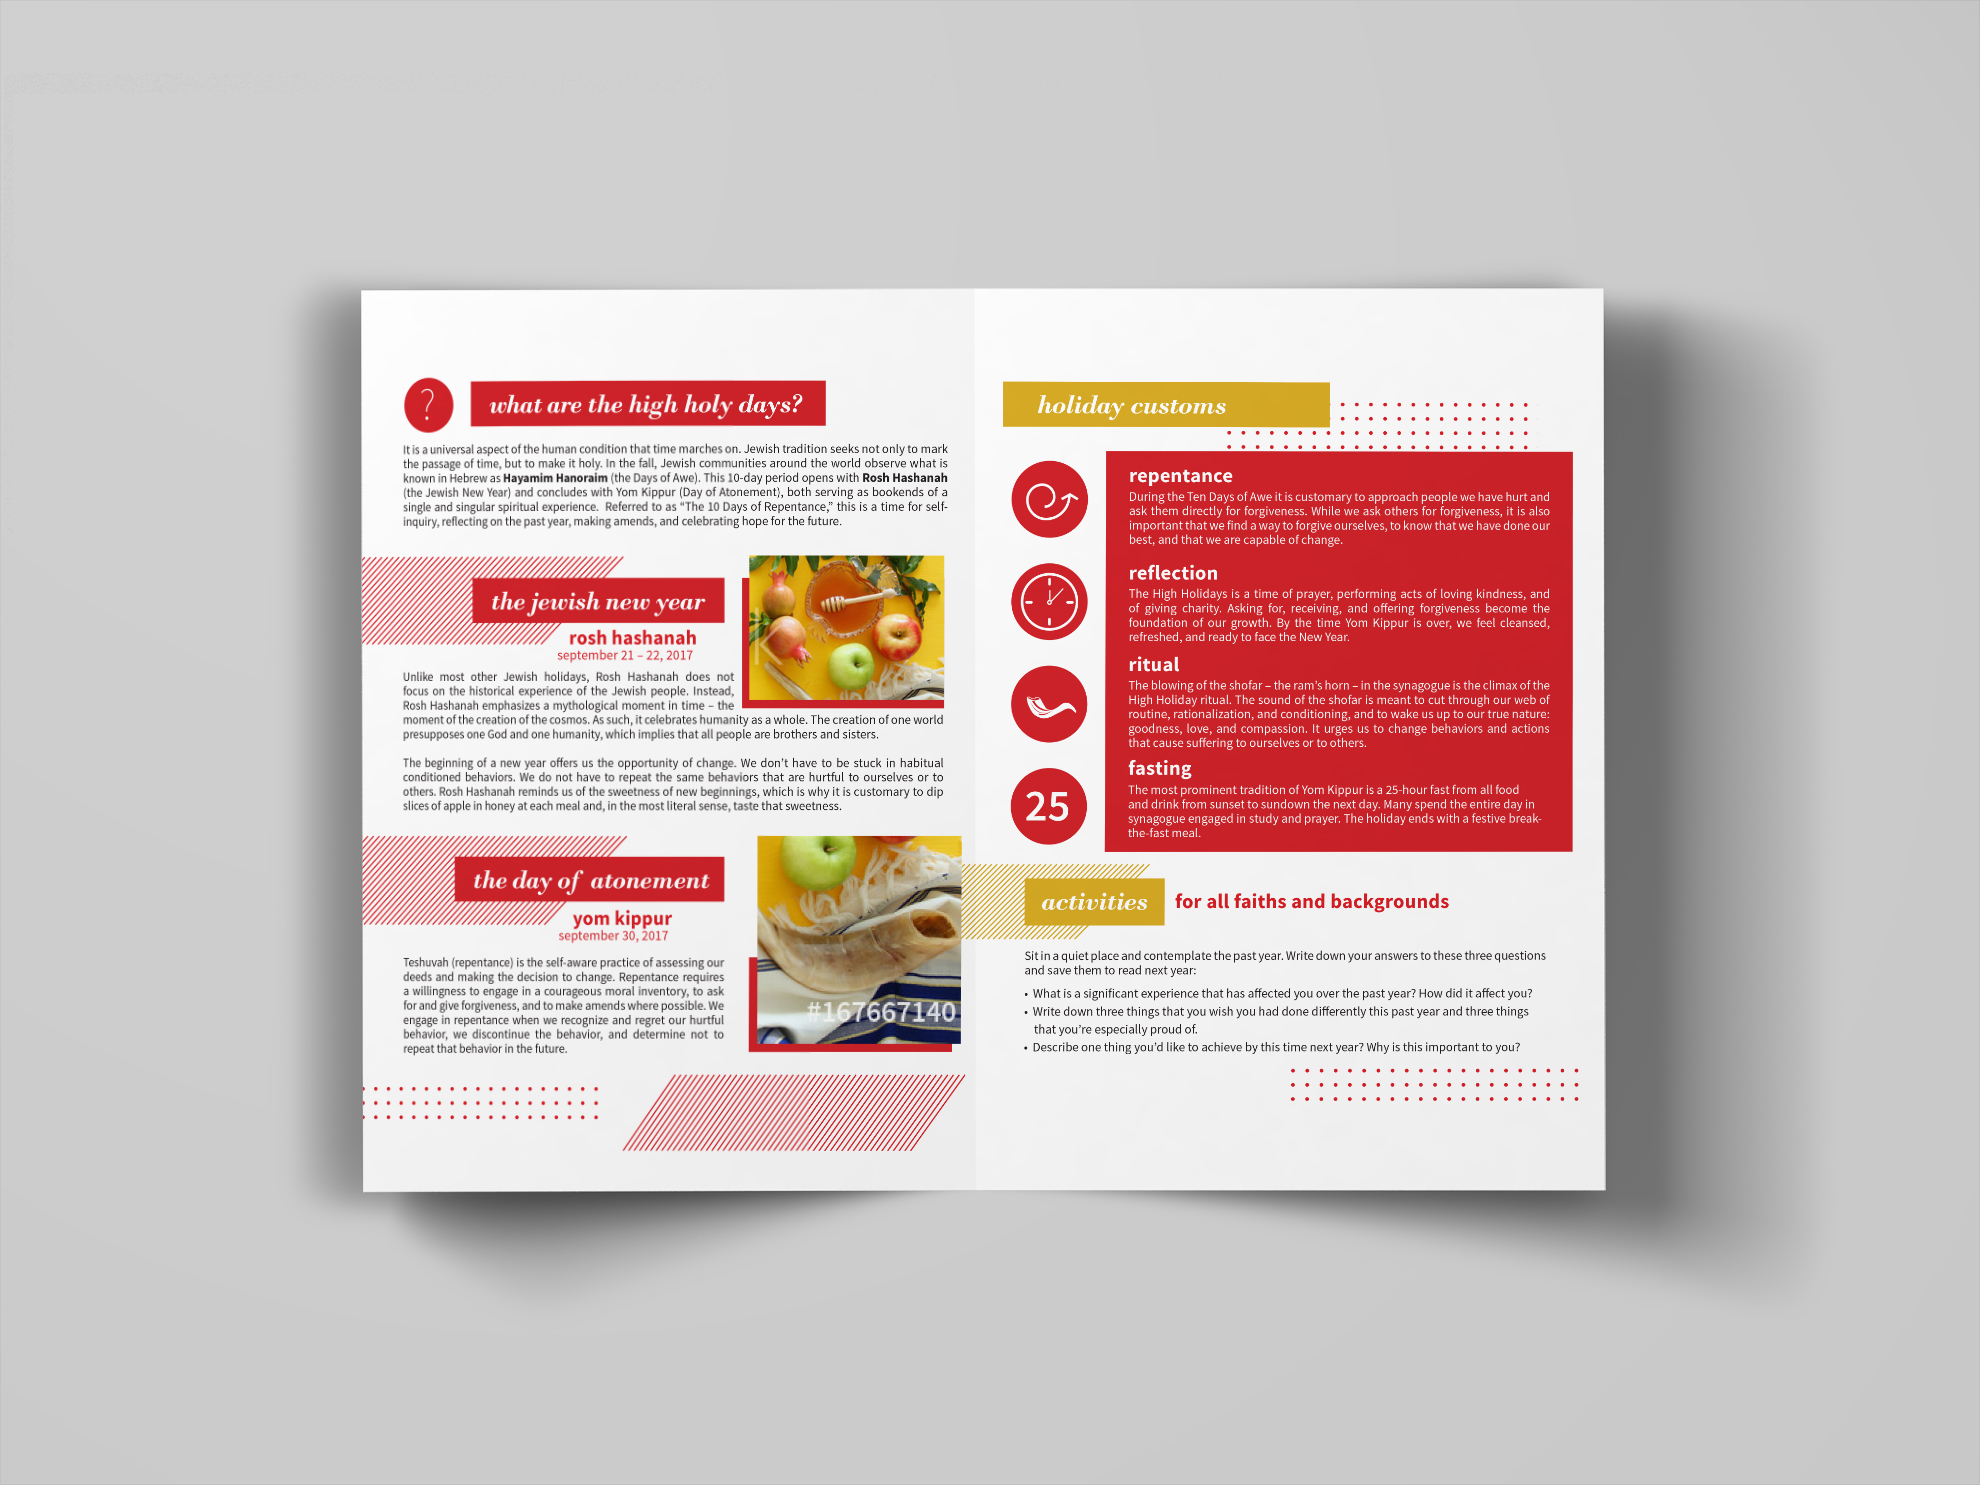 ?
what are the high holy days?
It is a universal aspect of the human condition that time marches on. Jewish tradition seeks not only to mark
the passage of time, but to make it holy. In the fall, Jewish communities around the world observe what is
known in Hebrew as Hayamim Hanoraim (the Days of Awe). This 10-day period opens with Rosh Hashanah
(the Jewish New Year) and concludes with Yom Kippur (Day of Atonement), both serving as bookends of a
single and singular spiritual experience. Referred to as “The 10 Days of Repentance,” this is a time for self-
inquiry, reflecting on the past year, making amends, and celebrating hope for the future.
the jewish new year
rosh hashanah
september 21 – 22, 2017
Unlike most other Jewish holidays, Rosh Hashanah does not
focus on the historical experience of the Jewish people. Instead,
Rosh Hashanah emphasizes a mythological moment in time – the
moment of the creation of the cosmos. As such, it celebrates humanity as a whole. The creation of one world
presupposes one God and one humanity, which implies that all people are brothers and sisters.
The beginning of a new year offers us the opportunity of change. We don’t have to be stuck in habitual
conditioned behaviors. We do not have to repeat the same behaviors that are hurtful to ourselves or to
others. Rosh Hashanah reminds us of the sweetness of new beginnings, which is why it is customary to dip
slices of apple in honey at each meal and, in the most literal sense, taste that sweetness.
the day of atonement
yom kippur
september 30, 2017
Teshuvah (repentance) is the self-aware practice of assessing our
deeds and making the decision to change. Repentance requires
a willingness to engage in a courageous moral inventory, to ask
for and give forgiveness, and to make amends where possible. We
engage in repentance when we recognize and regret our hurtful
behavior, we discontinue the behavior, and determine not to
repeat that behavior in the future.
#167667140
holiday customs
repentance
During the Ten Days of Awe it is customary to approach people we have hurt and
ask them directly for forgiveness. While we ask others for forgiveness, it is also
important that we find a way to forgive ourselves, to know that we have done our
best, and that we are capable of change.
reflection
The High Holidays is a time of prayer, performing acts of loving kindness, and
of giving charity. Asking for, receiving, and offering forgiveness become the
foundation of our growth. By the time Yom Kippur is over, we feel cleansed,
refreshed, and ready to face the New Year.
ritual
The blowing of the shofar – the ram’s horn – in the synagogue is the climax of the
High Holiday ritual. The sound of the shofar is meant to cut through our web of
routine, rationalization, and conditioning, and to wake us up to our true nature:
goodness, love, and compassion. It urges us to change behaviors and actions
that cause suffering to ourselves or to others.
25
fasting
The most prominent tradition of Yom Kippur is a 25-hour fast from all food
and drink from sunset to sundown the next day. Many spend the entire day in
synagogue engaged in study and prayer. The holiday ends with a festive break-
the-fast meal.
activities for all faiths and backgrounds
Sit in a quiet place and contemplate the past year. Write down your answers to these three questions
and save them to read next year:
• What is a significant experience that has affected you over the past year? How did it affect you?
• Write down three things that you wish you had done differently this past year and three things
that you’re especially proud of.
• Describe one thing you’d like to achieve by this time next year? Why is this important to you?